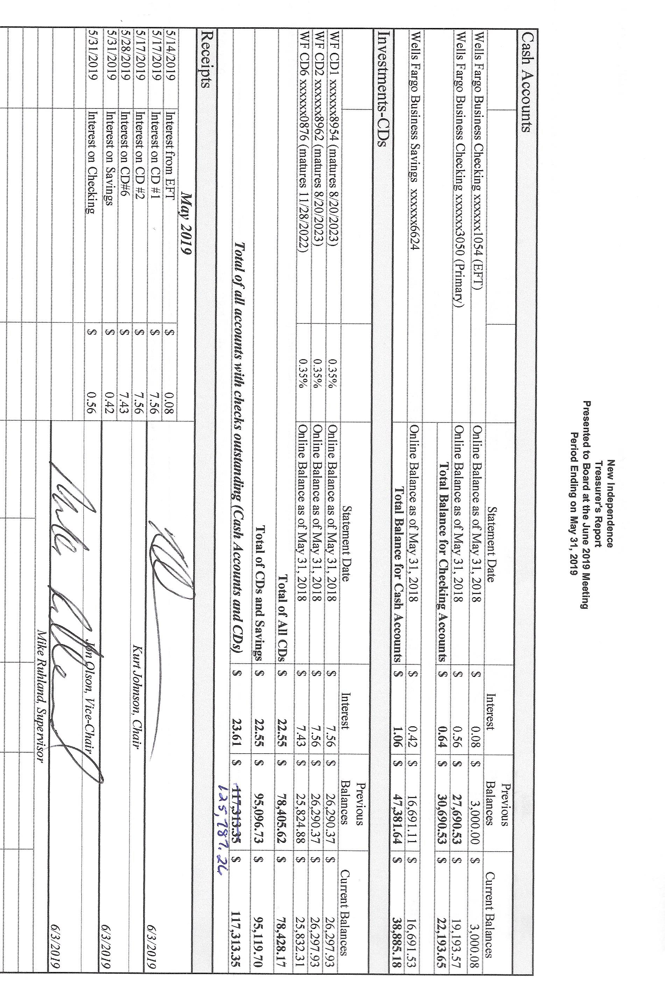 New Independence
Treasurer's Report
Presented to Board at the June 2019 Meeting
Period Ending on May 31, 2019
Cash Accounts
Statement Date Interest Previous Balances Current Balances
Wells Fargo Business Checking xxxxxx1054 (EFT) Online Balance as of May 31, 2018 $ 0.08 $ 3,000.00 $ 3,000.08
Wells Fargo Business Checking xxxxxx3050 (Primary) Online Balance as of May 31, 2018 $ 0.56 $ 27,690.53 $ 19,193.57
Total Balance for Checking Accounts $ 0.64 $ 30,690.53 $ 22,193.65
Wells Fargo Business Savings xxxxxx6624 Online Balance as of May 31, 2018 $ 0.42 $ 16,691.11 $ 16,691.53
Total Balance for Cash Accounts $ 1.06 $ 47,381.64 $ 38,885.18
Investments-CDs
Statement Date Interest Previous Balances Current Balances
WF CD1 xxxxxx8954 (matures 8/20/2023) 0.35% Online Balance as of May 31, 2018 $ 7.56 $ 26,290.37 $ 26,297.93
WF CD2 xxxxxx8962 (matures 8/20/2023) 0.35% Online Balance as of May 31, 2018 $ 7.56 $ 26,290.37 $ 26,297.93
WF CD6 xxxxxx0876 (matures 11/28/2022) 0.35% Online Balance as of May 31, 2018 $ 7.43 $ 25,824.88 $ 25,832.31
Total of All CDs $ 22.55 $ 78,405.62 $ 78,428.17
Total of CDs and Savings $ 22.55 $ 95,096.73 $ 95,119.70
Total of all accounts with checks outstanding (Cash Accounts and CDs) $ 23.61 $ 117,313.35 $ 117,313.35
125,787.26
Receipts
May 2019
5/14/2019 Interest from EFT $ 0.08
5/17/2019 Interest on CD #1 $ 7.56 6/3/2019
5/17/2019 Interest on CD #2 $ 7.56 Kurt Johnson, Chair
5/28/2019 Interest on CD#6 $ 7.43
5/31/2019 Interest on Savings $ 0.42 6/3/2019
5/31/2019 Interest on Checking $ 0.56 Jon Olson, Vice-Chair
6/3/2019
Mike Ruhland, Supervisor